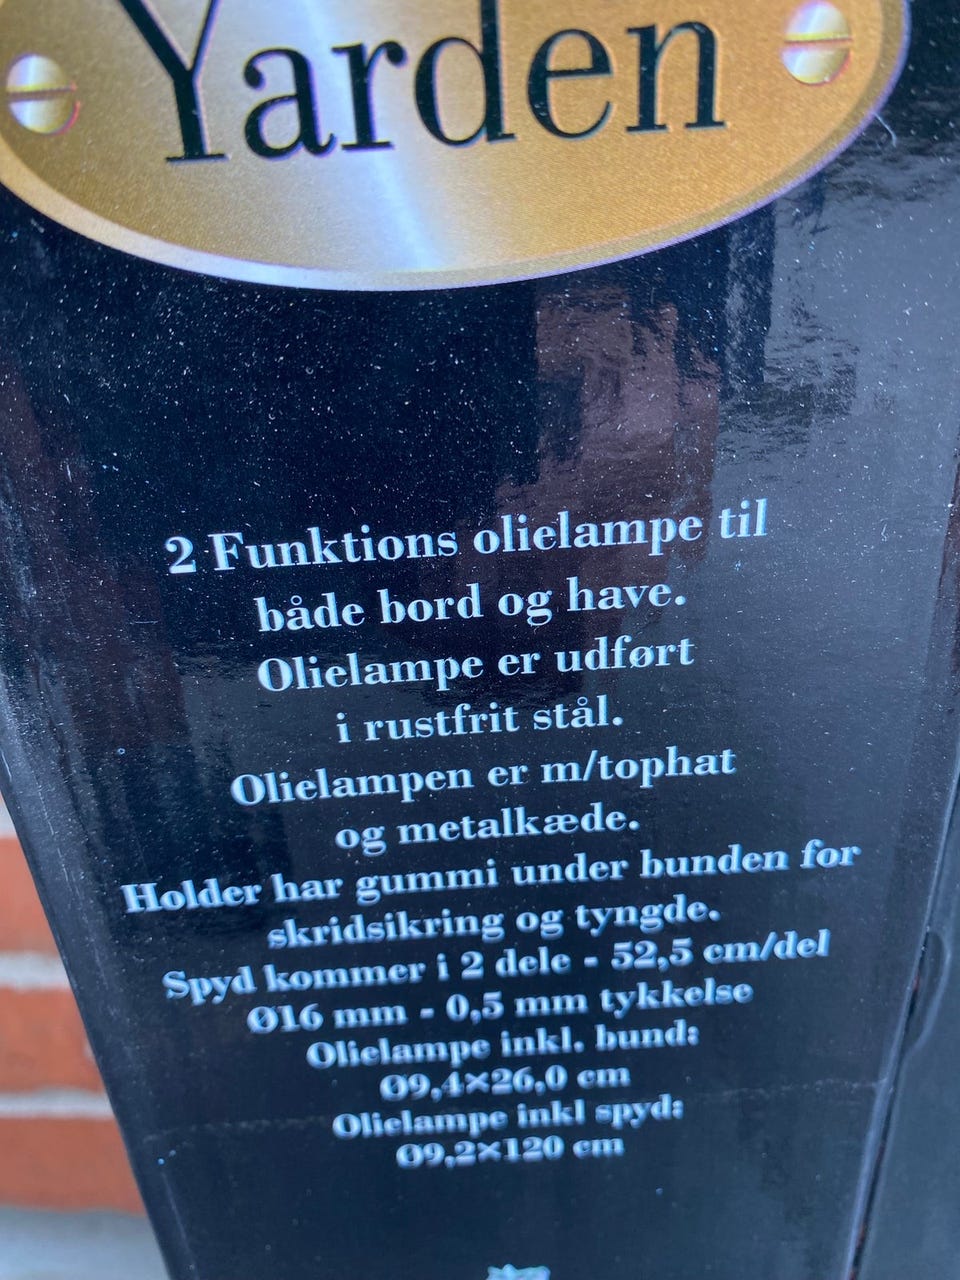 Yarden
2 Funktions olielampe til
både bord og have.
Olielampe er udført
i rustfrit stål.
Olielampen er m/tophat
og metalkæde.
Holder har gummi under bunden for
skridsikring og tyngde.
Spyd kommer i 2 dele - 52,5 cm/del
Ø16 mm - 0,5 mm tykkelse
Olielampe inkl. bund:
Ø9,4×26,0 cm
Olielampe inkl spyd:
Ø9,2×120 cm